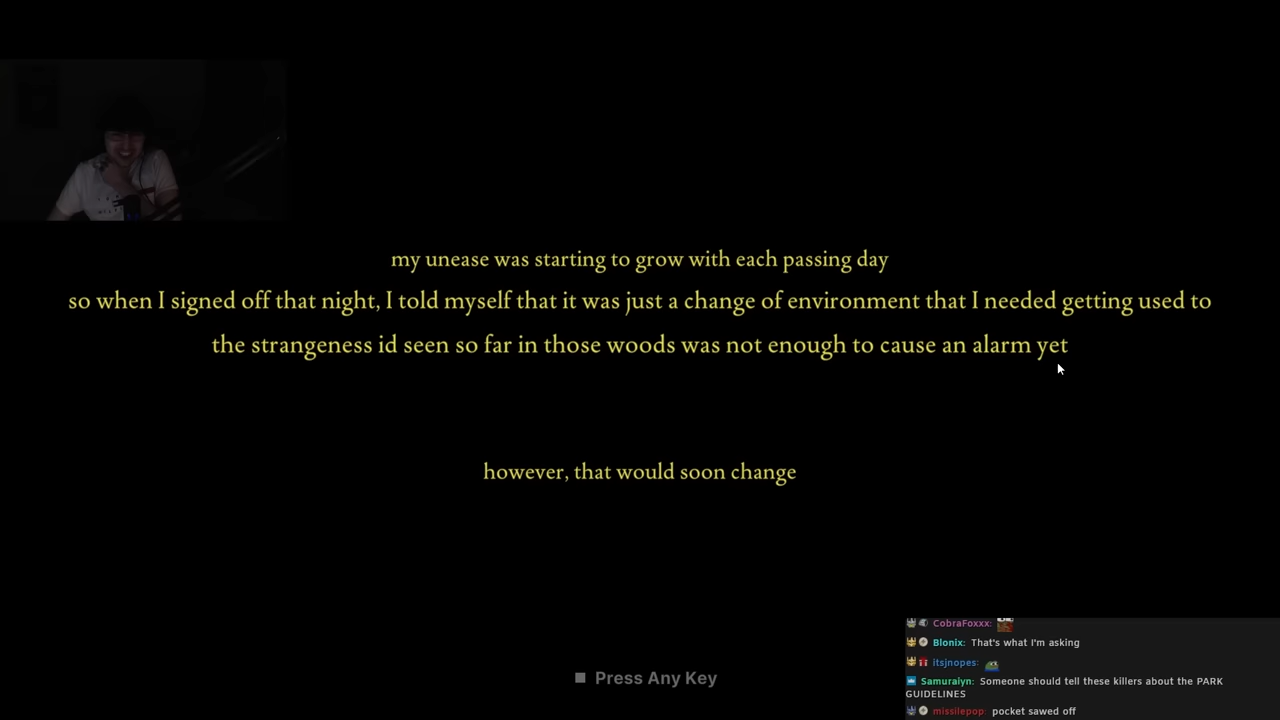 my unease was starting to grow with each passing day
so when I signed off that night, I told myself that it was just a change of environment that I needed getting used to
the strangeness id seen so far in those woods was not enough to cause an alarm yet
however, that would soon change
Press Any Key
CobraFoxxx:
Blonix: That's what I'm asking
itsjnopes:
Samuraiyn: Someone should tell these killers about the PARK
GUIDELINES
missilepop: pocket sawed off